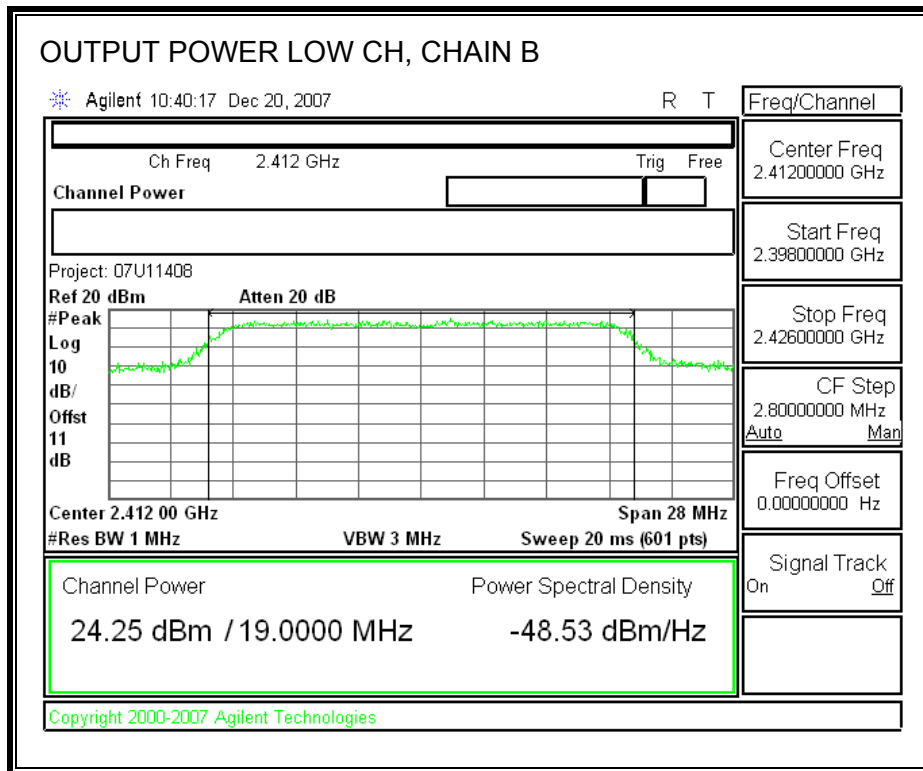 OUTPUT POWER LOW CH, CHAIN B
Agilent 10:40:17 Dec 20, 2007 R T
Freq/Channel
Ch Freq 2.412 GHz Trig Free
Channel Power
Center Freq
2.41200000 GHz
Start Freq
2.39800000 GHz
Project: 07U11408
Ref 20 dBm Atten 20 dB
#Peak
Log
10
dB/
Offst
11
dB
Stop Freq
2.42600000 GHz
CF Step
2.80000000 MHz
Auto Man
Freq Offset
0.00000000 Hz
Center 2.412 00 GHz Span 28 MHz
#Res BW 1 MHz VBW 3 MHz Sweep 20 ms (601 pts)
Signal Track
On Off
Channel Power Power Spectral Density
24.25 dBm / 19.0000 MHz -48.53 dBm/Hz
Copyright 2000-2007 Agilent Technologies